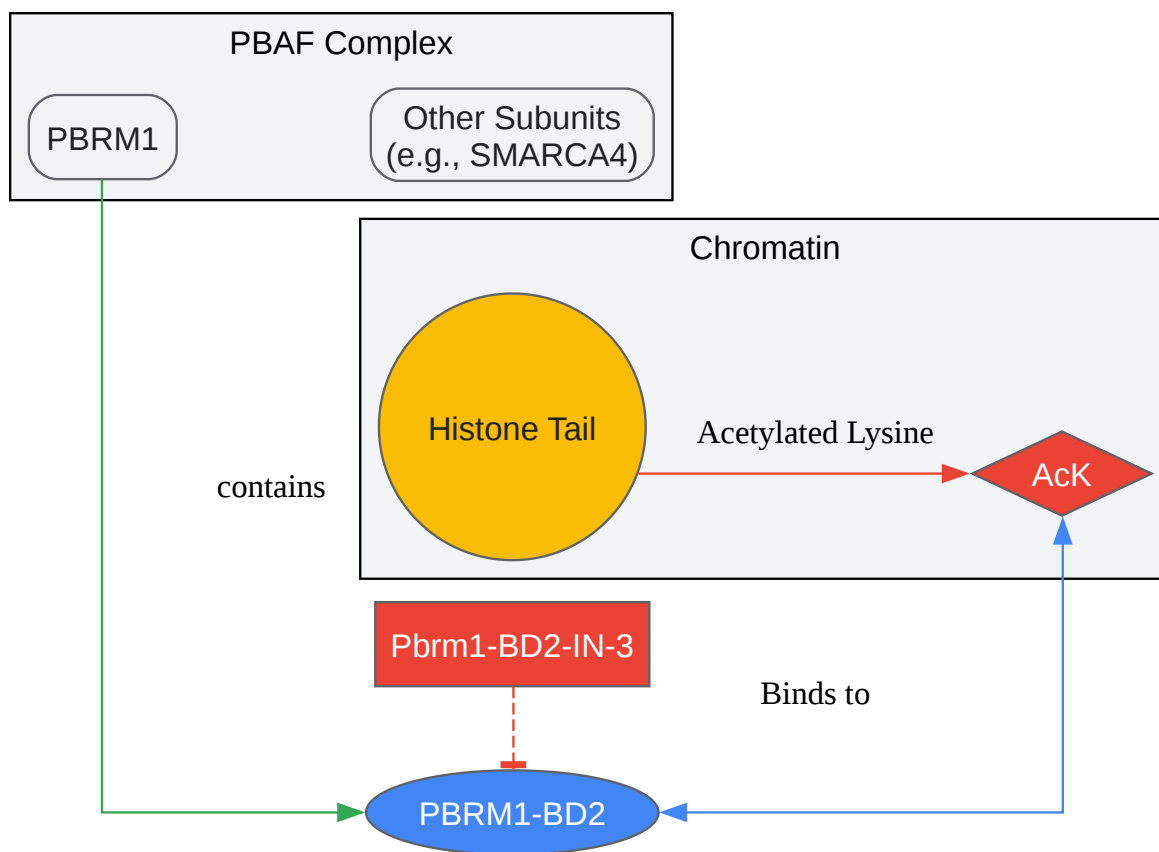 PBAF Complex
PBRM1
Other Subunits
(e.g., SMARCA4)
Chromatin
Histone Tail
Acetylated Lysine
AcK
contains
Pbrm1-BD2-IN-3
Binds to
PBRM1-BD2